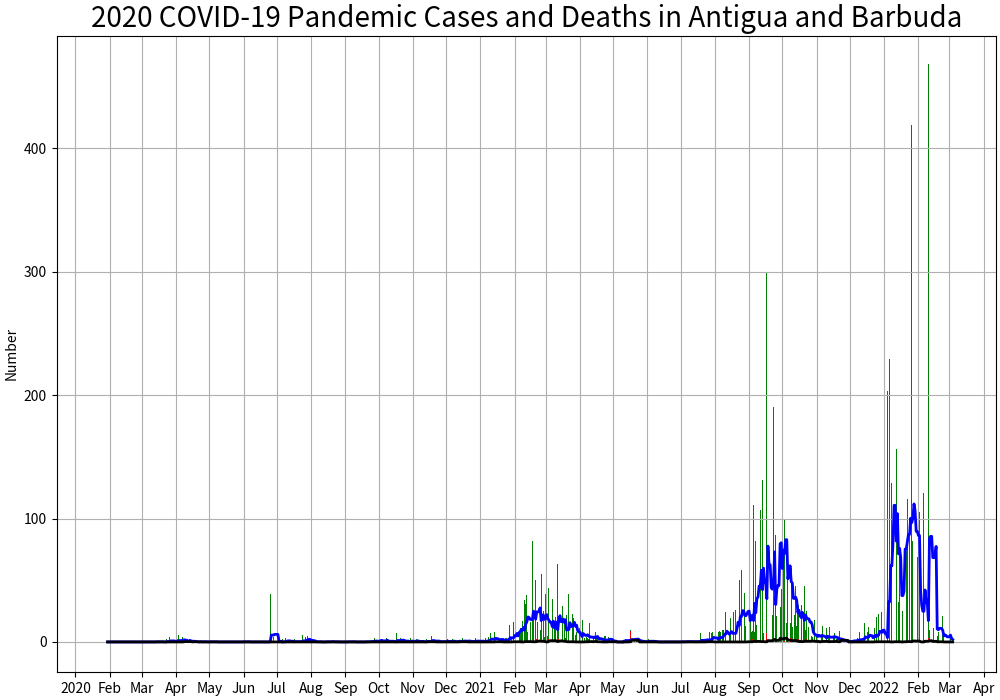 2020 COVID-19 Pandemic Cases and Deaths in Antigua and Barbuda
Number
400
300
200
100
0
2020 Feb Mar Apr May Jun Jul Aug Sep Oct Nov Dec 2021 Feb Mar Apr May Jun Jul Aug Sep Oct Nov Dec 2022 Feb Mar Apr